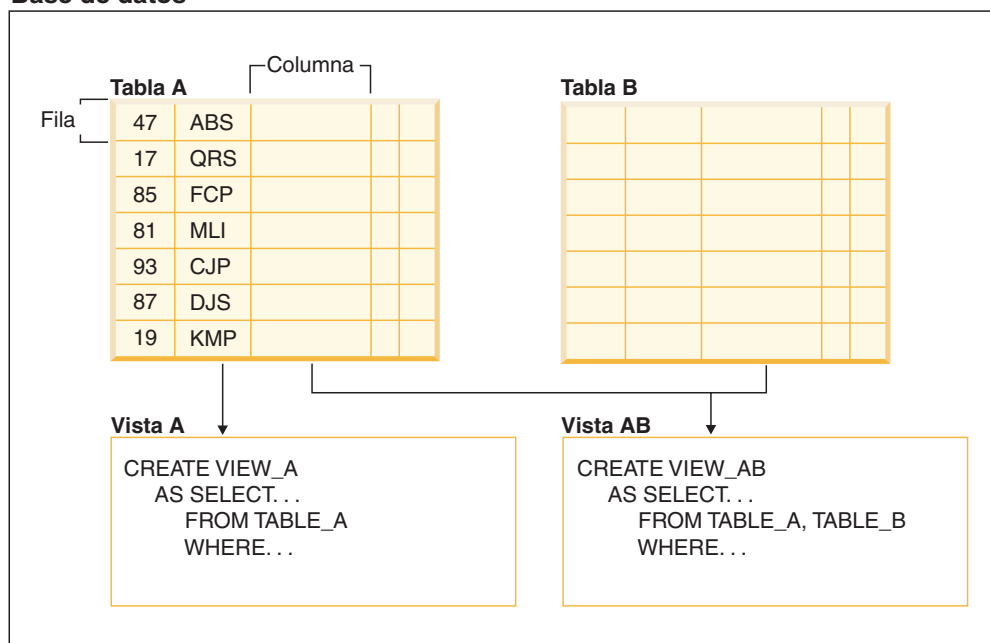 Base de datos
Columna
Tabla A
Tabla B
Fila
47 ABS
17 QRS
85 FCP
81 MLI
93 CJP
87 DJS
19 KMP
Vista A
CREATE VIEW_A
AS SELECT. . .
FROM TABLE_A
WHERE. . .
Vista AB
CREATE VIEW_AB
AS SELECT. . .
FROM TABLE_A, TABLE_B
WHERE. . .